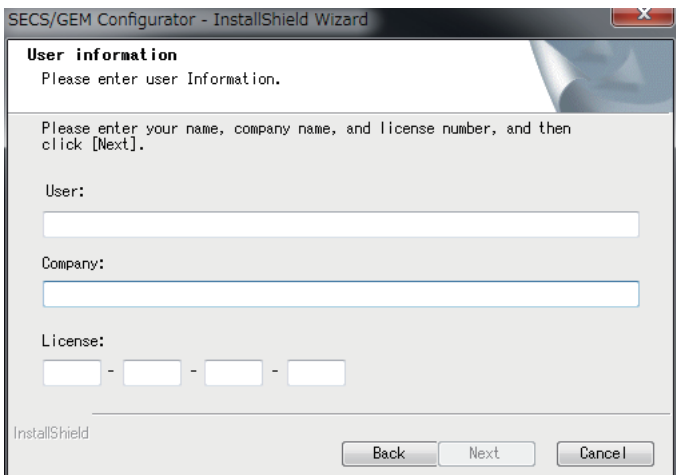 SECS/GEM Configurator - InstallShield Wizard
User information
Please enter user Information.
Please enter your name, company name, and license number, and then
click [Next].
User:
Company:
License:
- - -
InstallShield
Back Next Cancel